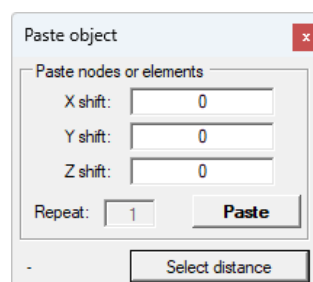 Paste object
x
Paste nodes or elements
X shift: 0
Y shift: 0
Z shift: 0
Repeat: 1 Paste
- Select distance